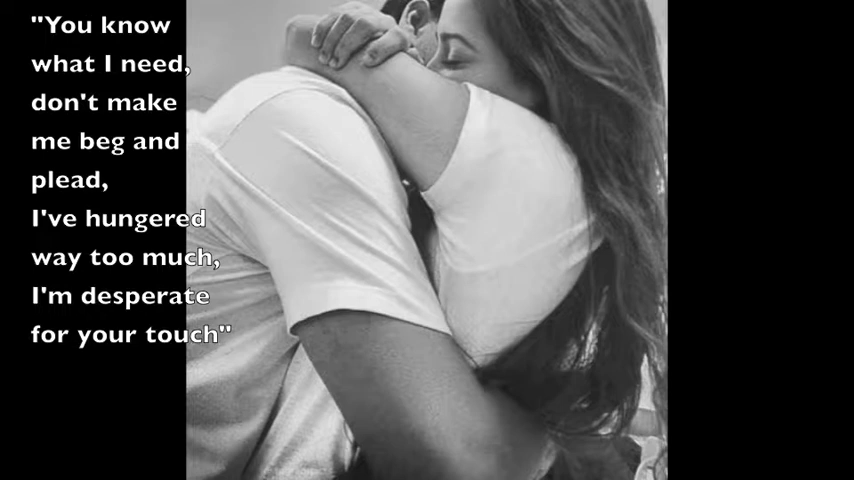 "You know
what I need,
don't make
me beg and
plead,
I've hungered
way too much,
I'm desperate
for your touch"